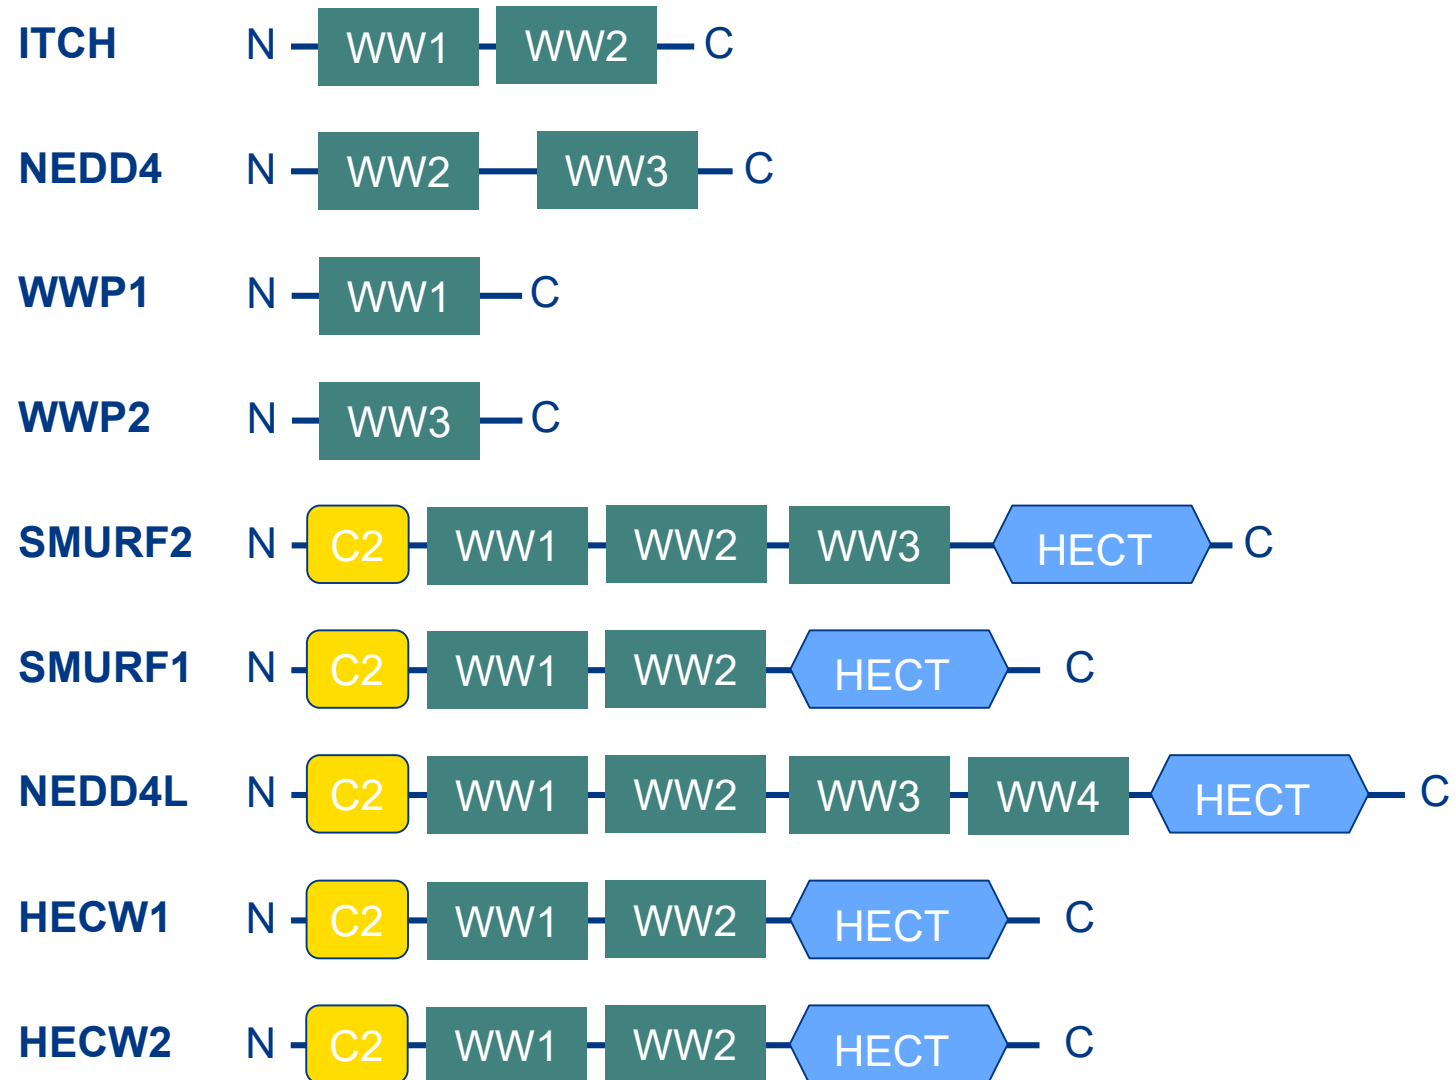 ITCH N WW1 WW2 C
NEDD4 N WW2 WW3 C
WWP1 N WW1 C
WWP2 N WW3 C
SMURF2 N C2 WW1 WW2 WW3 HECT C
SMURF1 N C2 WW1 WW2 HECT C
NEDD4L N C2 WW1 WW2 WW3 WW4 HECT C
HECW1 N C2 WW1 WW2 HECT C
HECW2 N C2 WW1 WW2 HECT C